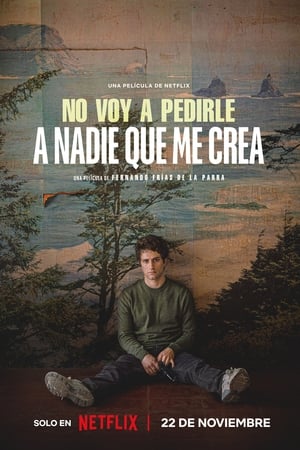 UNA PELÍCULA DE NETFLIX
NO VOY A PEDIRLE
A NADIE QUE ME CREA
UNA PELÍCULA DE FERNANDO FRÍAS DE LA PARRA
SOLO EN NETFLIX 22 DE NOVIEMBRE